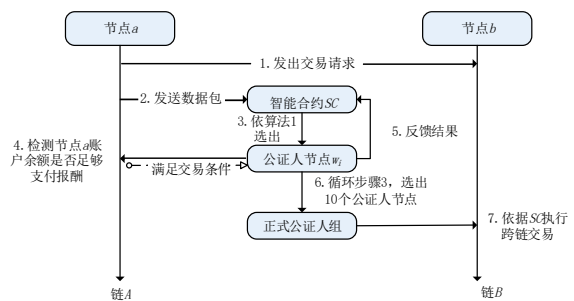 节点a
节点b
1. 发出交易请求
2. 发送数据包
智能合约SC
3. 依算法1
选出
5. 反馈结果
4. 检测节点a账
户余额是否足够
支付报酬
公证人节点wi
满足交易条件
6. 循环步骤3，选出
10个公证人节点
正式公证人组
7. 依据SC执行
跨链交易
链A
链B